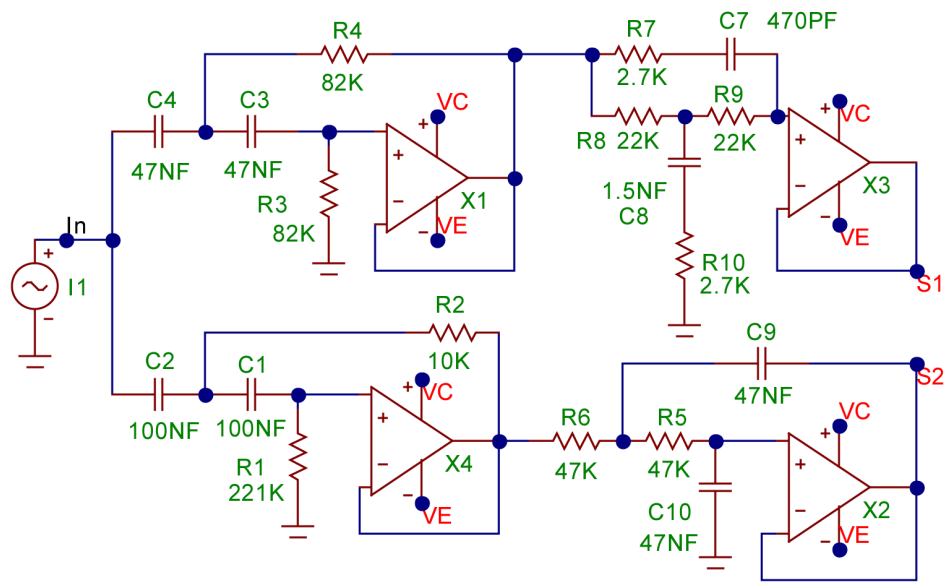 R4
82K
R7
2.7K
C7
470PF
C4
47NF
C3
47NF
VC
+
+
−
X1
−
VE
R3
82K
R8
22K
R9
22K
1.5NF
C8
R10
2.7K
+
VC
+
−
X3
−
VE
S1
In
+
−
I1
R2
10K
C2
100NF
C1
100NF
R1
221K
+
VC
+
−
X4
−
VE
R6
47K
R5
47K
C9
47NF
S2
C10
47NF
+
VC
+
−
X2
−
VE